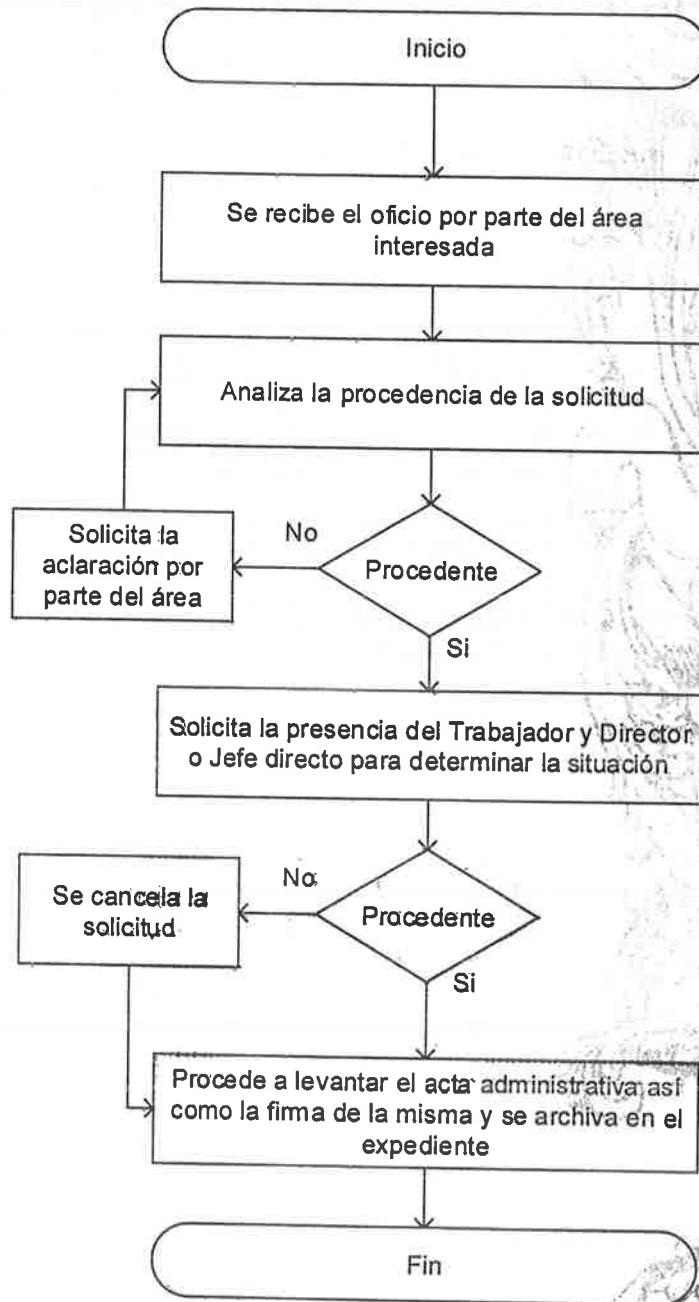 Inicio
Se recibe el oficio por parte del área
interesada
Analiza la procedencia de la solicitud
No
Solicita la
aclaración por
parte del área
Procedente
Si
Solicita la presencia del Trabajador y Director
o Jefe directo para determinar la situación
No
Se cancela la
solicitud
Procedente
Si
Procede a levantar el acta administrativa así
como la firma de la misma y se archiva en el
expediente
Fin